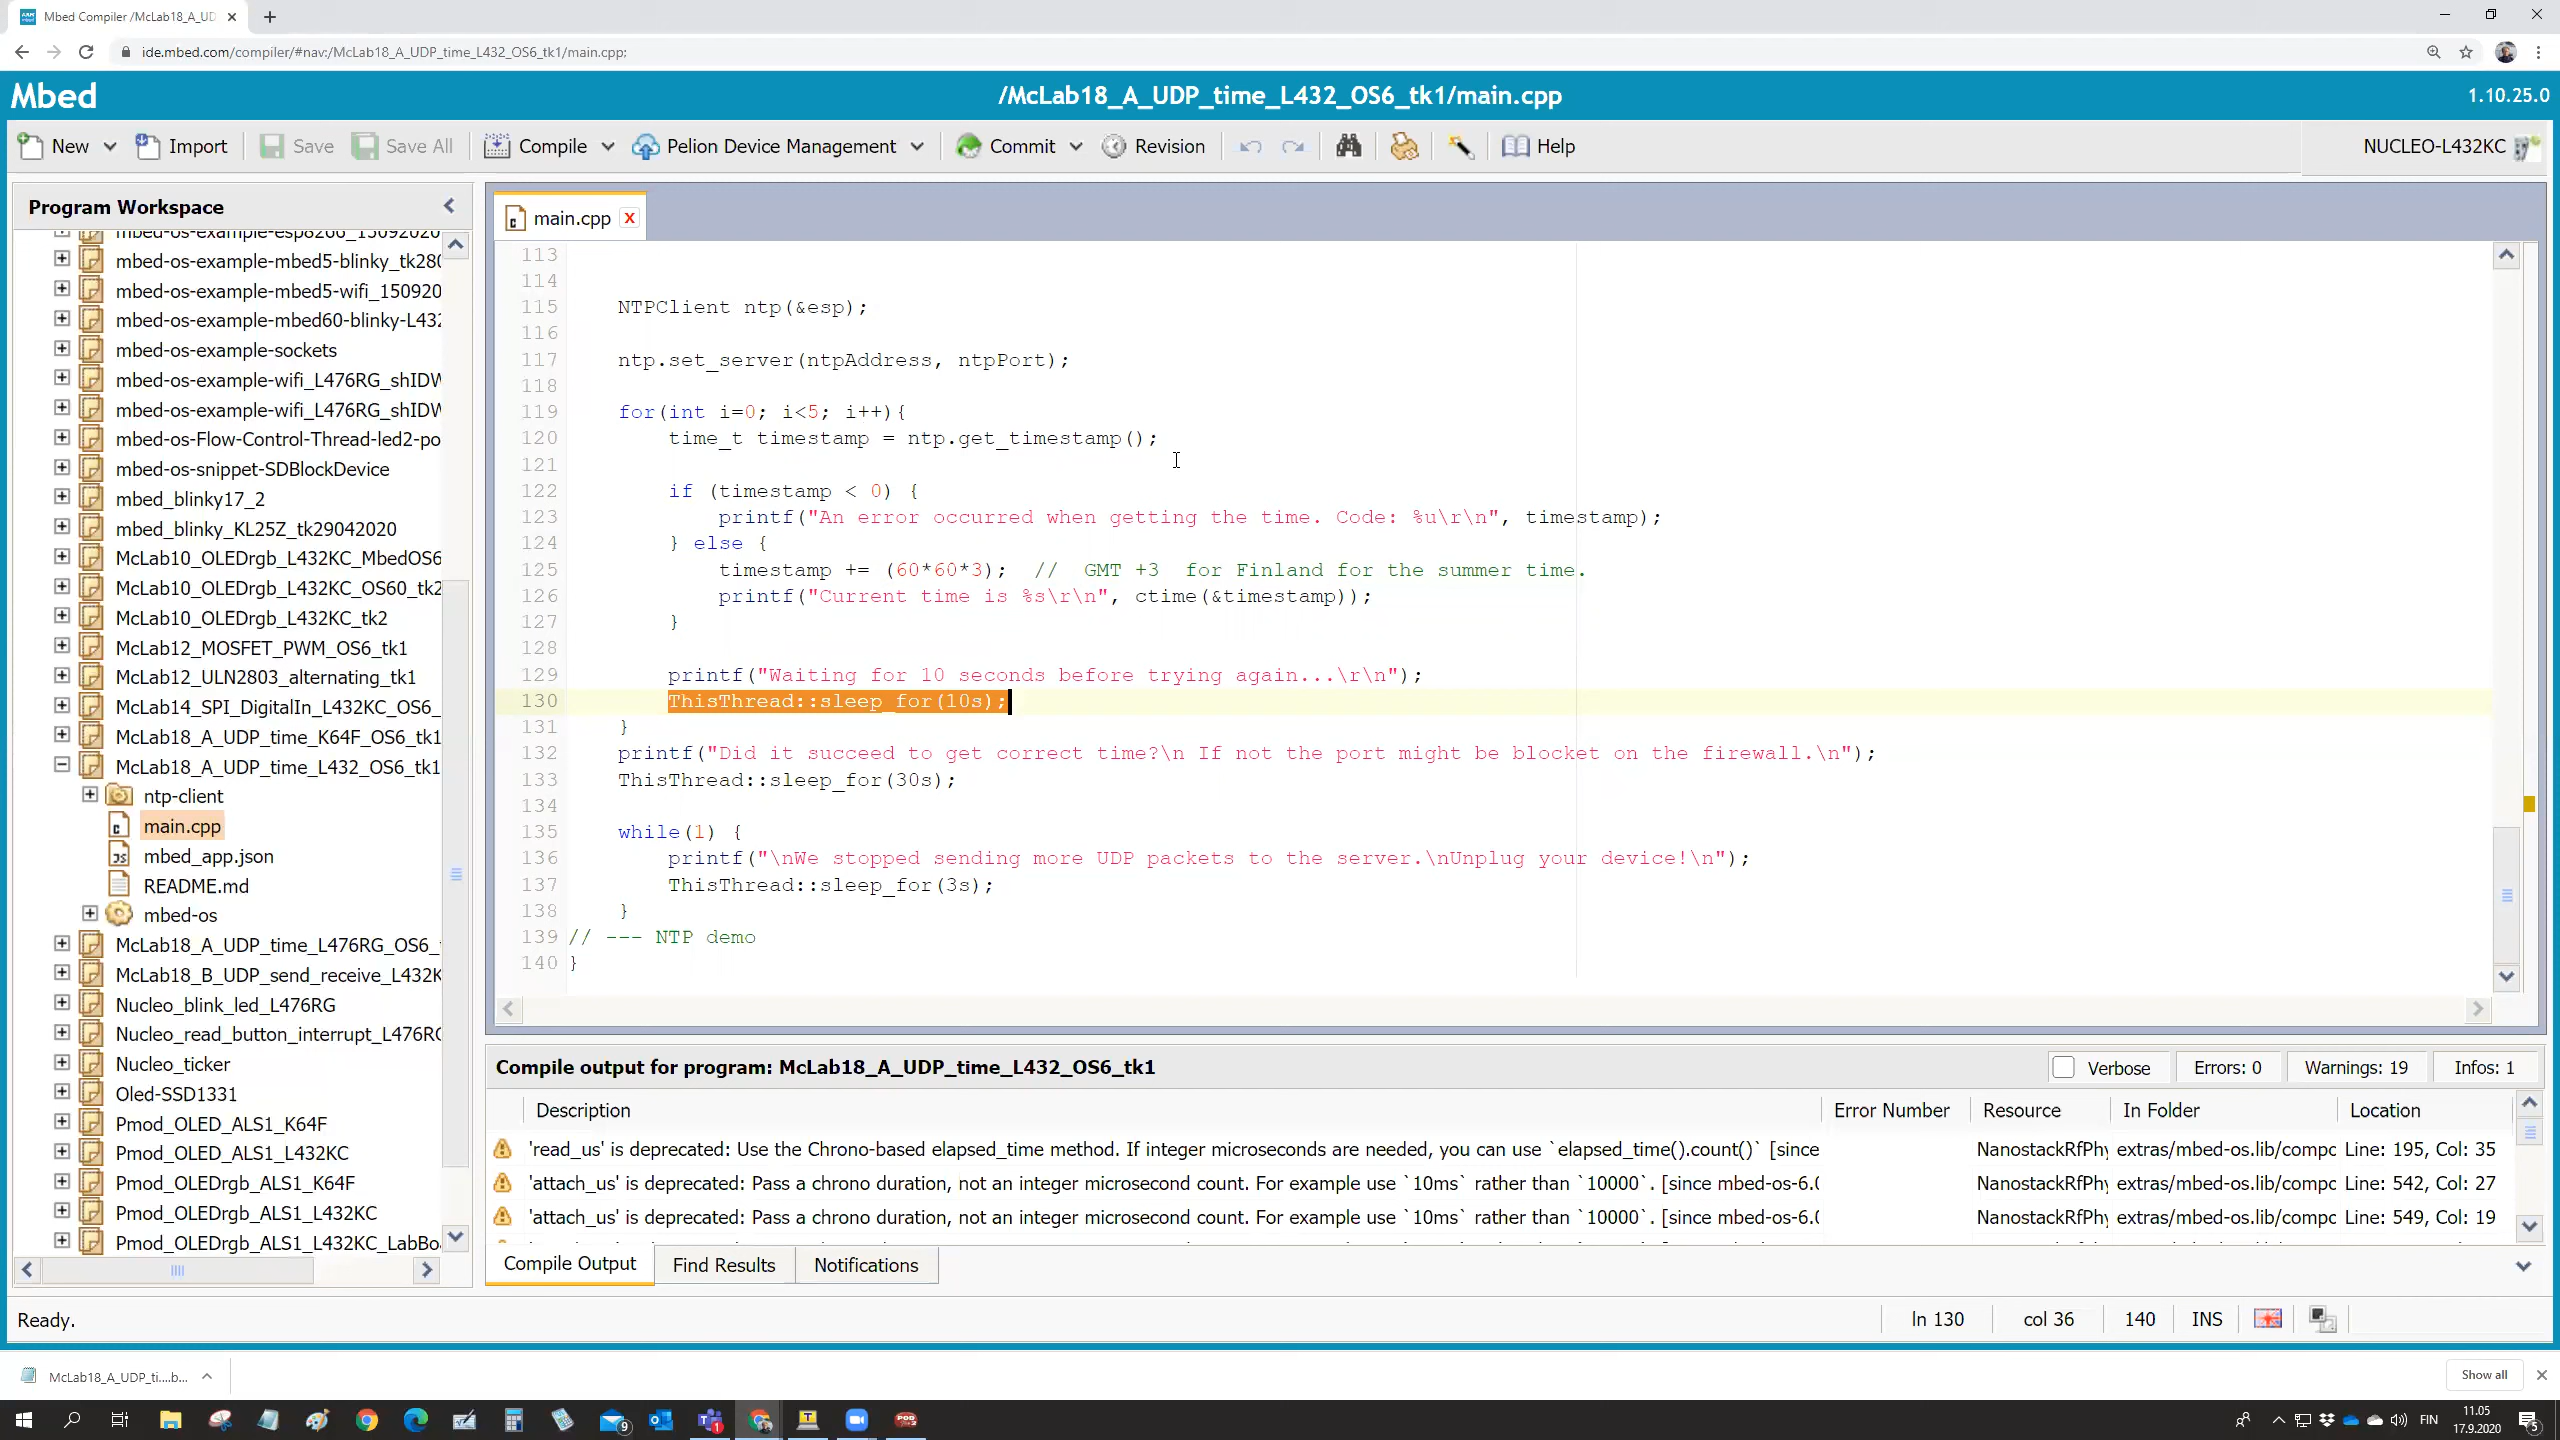 Mbed Compiler /McLab18_A_UD
ide.mbed.com/compiler/#nav:/McLab18_A_UDP_time_L432_OS6_tk1/main.cpp;
Mbed
/McLab18_A_UDP_time_L432_OS6_tk1/main.cpp
1.10.25.0
New
Import
Save
Save All
Compile
Pelion Device Management
Commit
Revision
Help
NUCLEO-L432KC
Program Workspace
mbed-os-example-esp8266_15092020
mbed-os-example-mbed5-blinky_tk280
mbed-os-example-mbed5-wifi_150920
mbed-os-example-mbed60-blinky-L432
mbed-os-example-sockets
mbed-os-example-wifi_L476RG_shIDW
mbed-os-example-wifi_L476RG_shIDW
mbed-os-Flow-Control-Thread-led2-po
mbed-os-snippet-SDBlockDevice
mbed_blinky17_2
mbed_blinky_KL25Z_tk29042020
McLab10_OLEDrgb_L432KC_MbedOS6
McLab10_OLEDrgb_L432KC_OS60_tk2
McLab10_OLEDrgb_L432KC_tk2
McLab12_MOSFET_PWM_OS6_tk1
McLab12_ULN2803_alternating_tk1
McLab14_SPI_DigitalIn_L432KC_OS6_
McLab18_A_UDP_time_K64F_OS6_tk1
McLab18_A_UDP_time_L432_OS6_tk1
ntp-client
main.cpp
mbed_app.json
README.md
mbed-os
McLab18_A_UDP_time_L476RG_OS6_
McLab18_B_UDP_send_receive_L432K
Nucleo_blink_led_L476RG
Nucleo_read_button_interrupt_L476RG
Nucleo_ticker
Oled-SSD1331
Pmod_OLED_ALS1_K64F
Pmod_OLED_ALS1_L432KC
Pmod_OLEDrgb_ALS1_K64F
Pmod_OLEDrgb_ALS1_L432KC
Pmod_OLEDrgb_ALS1_L432KC_LabBo
main.cpp x
113
114
115 NTPClient ntp(&esp);
116
117 ntp.set_server(ntpAddress, ntpPort);
118
119 for(int i=0; i<5; i++){
120 time_t timestamp = ntp.get_timestamp();
121
122 if (timestamp < 0) {
123 printf("An error occurred when getting the time. Code: %u\r\n", timestamp);
124 } else {
125 timestamp += (60*60*3); // GMT +3 for Finland for the summer time.
126 printf("Current time is %s\r\n", ctime(&timestamp));
127 }
128
129 printf("Waiting for 10 seconds before trying again...\r\n");
130 ThisThread::sleep_for(10s);
131 }
132 printf("Did it succeed to get correct time?\n If not the port might be blocket on the firewall.\n");
133 ThisThread::sleep_for(30s);
134
135 while(1) {
136 printf("\nWe stopped sending more UDP packets to the server.\nUnplug your device!\n");
137 ThisThread::sleep_for(3s);
138 }
139 // --- NTP demo
140 }
Compile output for program: McLab18_A_UDP_time_L432_OS6_tk1
Verbose
Errors: 0
Warnings: 19
Infos: 1
Description Error Number Resource In Folder Location
'read_us' is deprecated: Use the Chrono-based elapsed_time method. If integer microseconds are needed, you can use `elapsed_time().count()` [since NanostackRfPhy extras/mbed-os.lib/compo Line: 195, Col: 35
'attach_us' is deprecated: Pass a chrono duration, not an integer microsecond count. For example use `10ms` rather than `10000`. [since mbed-os-6.0 NanostackRfPhy extras/mbed-os.lib/compo Line: 542, Col: 27
'attach_us' is deprecated: Pass a chrono duration, not an integer microsecond count. For example use `10ms` rather than `10000`. [since mbed-os-6.0 NanostackRfPhy extras/mbed-os.lib/compo Line: 549, Col: 19
Compile Output
Find Results
Notifications
Ready.
ln 130
col 36
140
INS
McLab18_A_UDP_ti....b...
Show all
9
1
FIN
11.05
17.9.2020
5